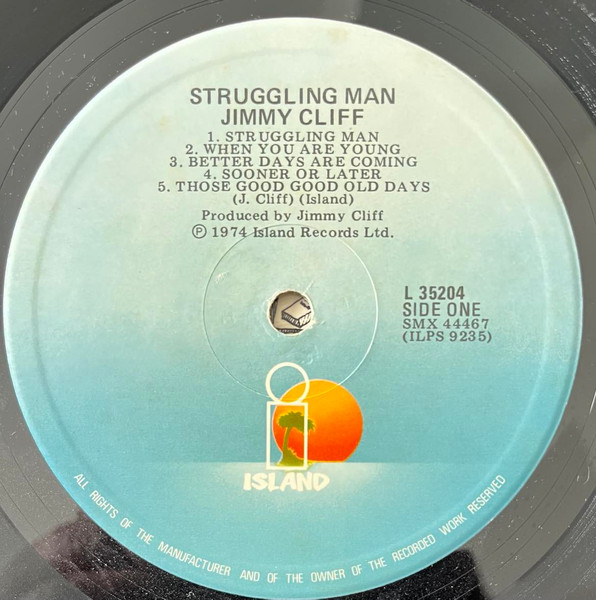 STRUGGLING MAN
JIMMY CLIFF
1. STRUGGLING MAN
2. WHEN YOU ARE YOUNG
3. BETTER DAYS ARE COMING
4. SOONER OR LATER
5. THOSE GOOD GOOD OLD DAYS
(J. Cliff) (Island)
Produced by Jimmy Cliff
℗ 1974 Island Records Ltd.
L 35204
SIDE ONE
SMX 44467
(ILPS 9235)
ISLAND
ALL RIGHTS OF THE MANUFACTURER AND OF THE OWNER OF THE RECORDED WORK RESERVED